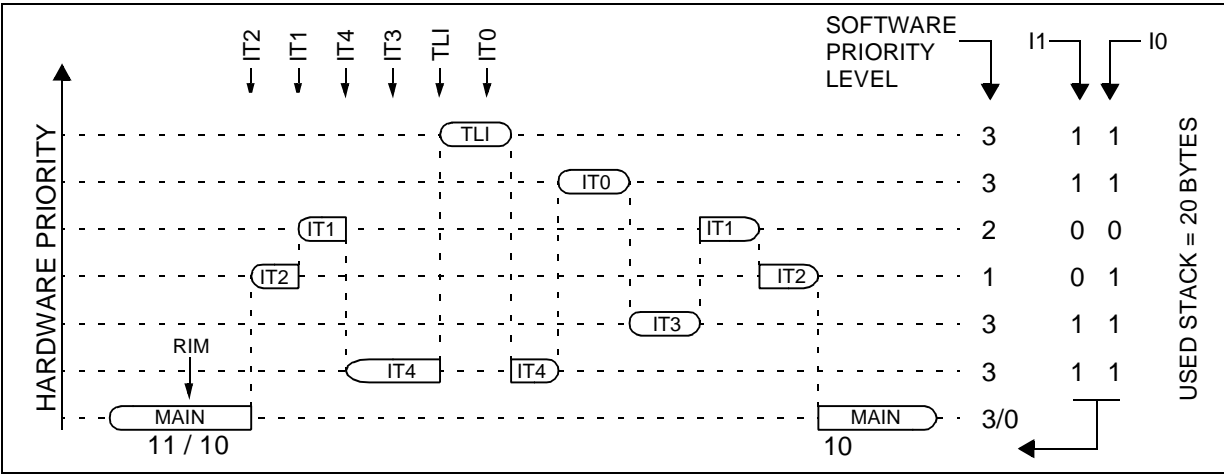 IT2
IT1
IT4
IT3
TLI
IT0
SOFTWARE
PRIORITY
LEVEL
I1
I0
HARDWARE PRIORITY
TLI
3
1 1
IT0
3
1 1
IT1
IT1
2
0 0
IT2
IT2
1
0 1
IT3
3
1 1
RIM
IT4
IT4
3
1 1
MAIN
MAIN
3/0
11 / 10
10
USED STACK = 20 BYTES